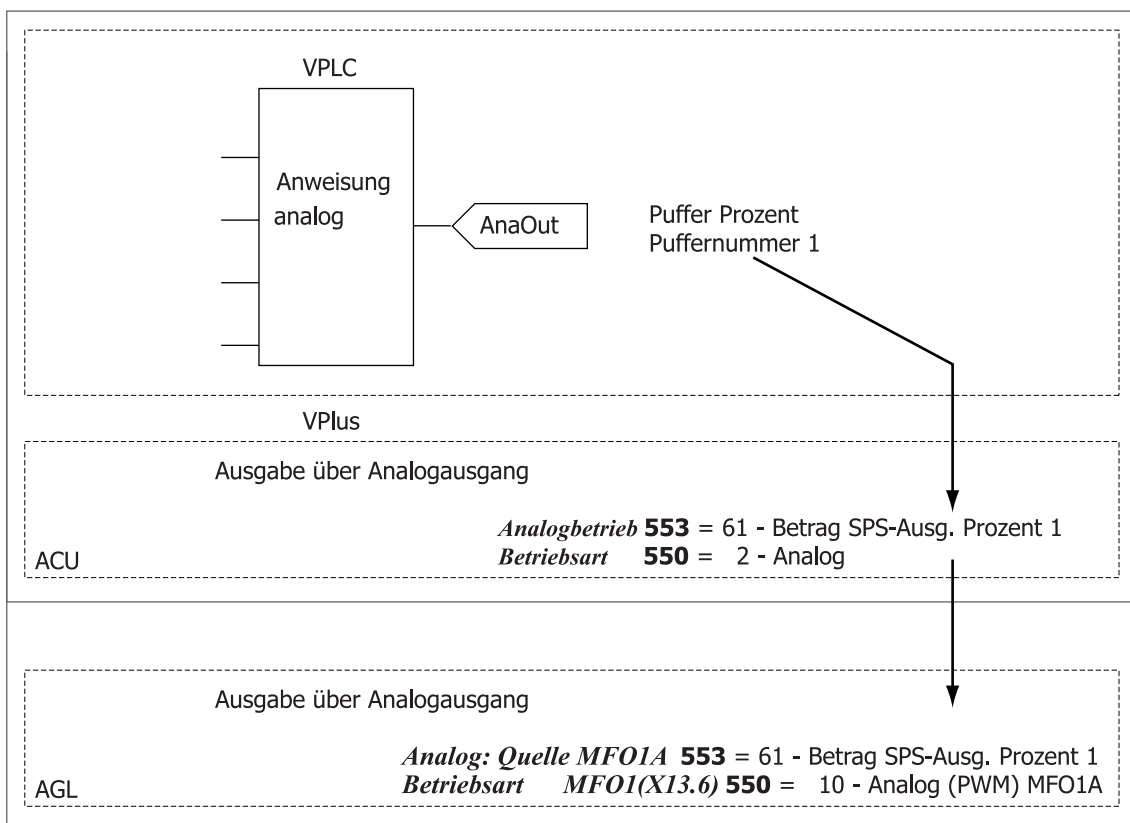 VPLC
Anweisung
analog
AnaOut
Puffer Prozent
Puffernummer 1
VPlus
Ausgabe über Analogausgang
Analogbetrieb 553 = 61 - Betrag SPS-Ausg. Prozent 1
Betriebsart 550 = 2 - Analog
ACU
Ausgabe über Analogausgang
Analog: Quelle MFO1A 553 = 61 - Betrag SPS-Ausg. Prozent 1
Betriebsart MFO1(X13.6) 550 = 10 - Analog (PWM) MFO1A
AGL